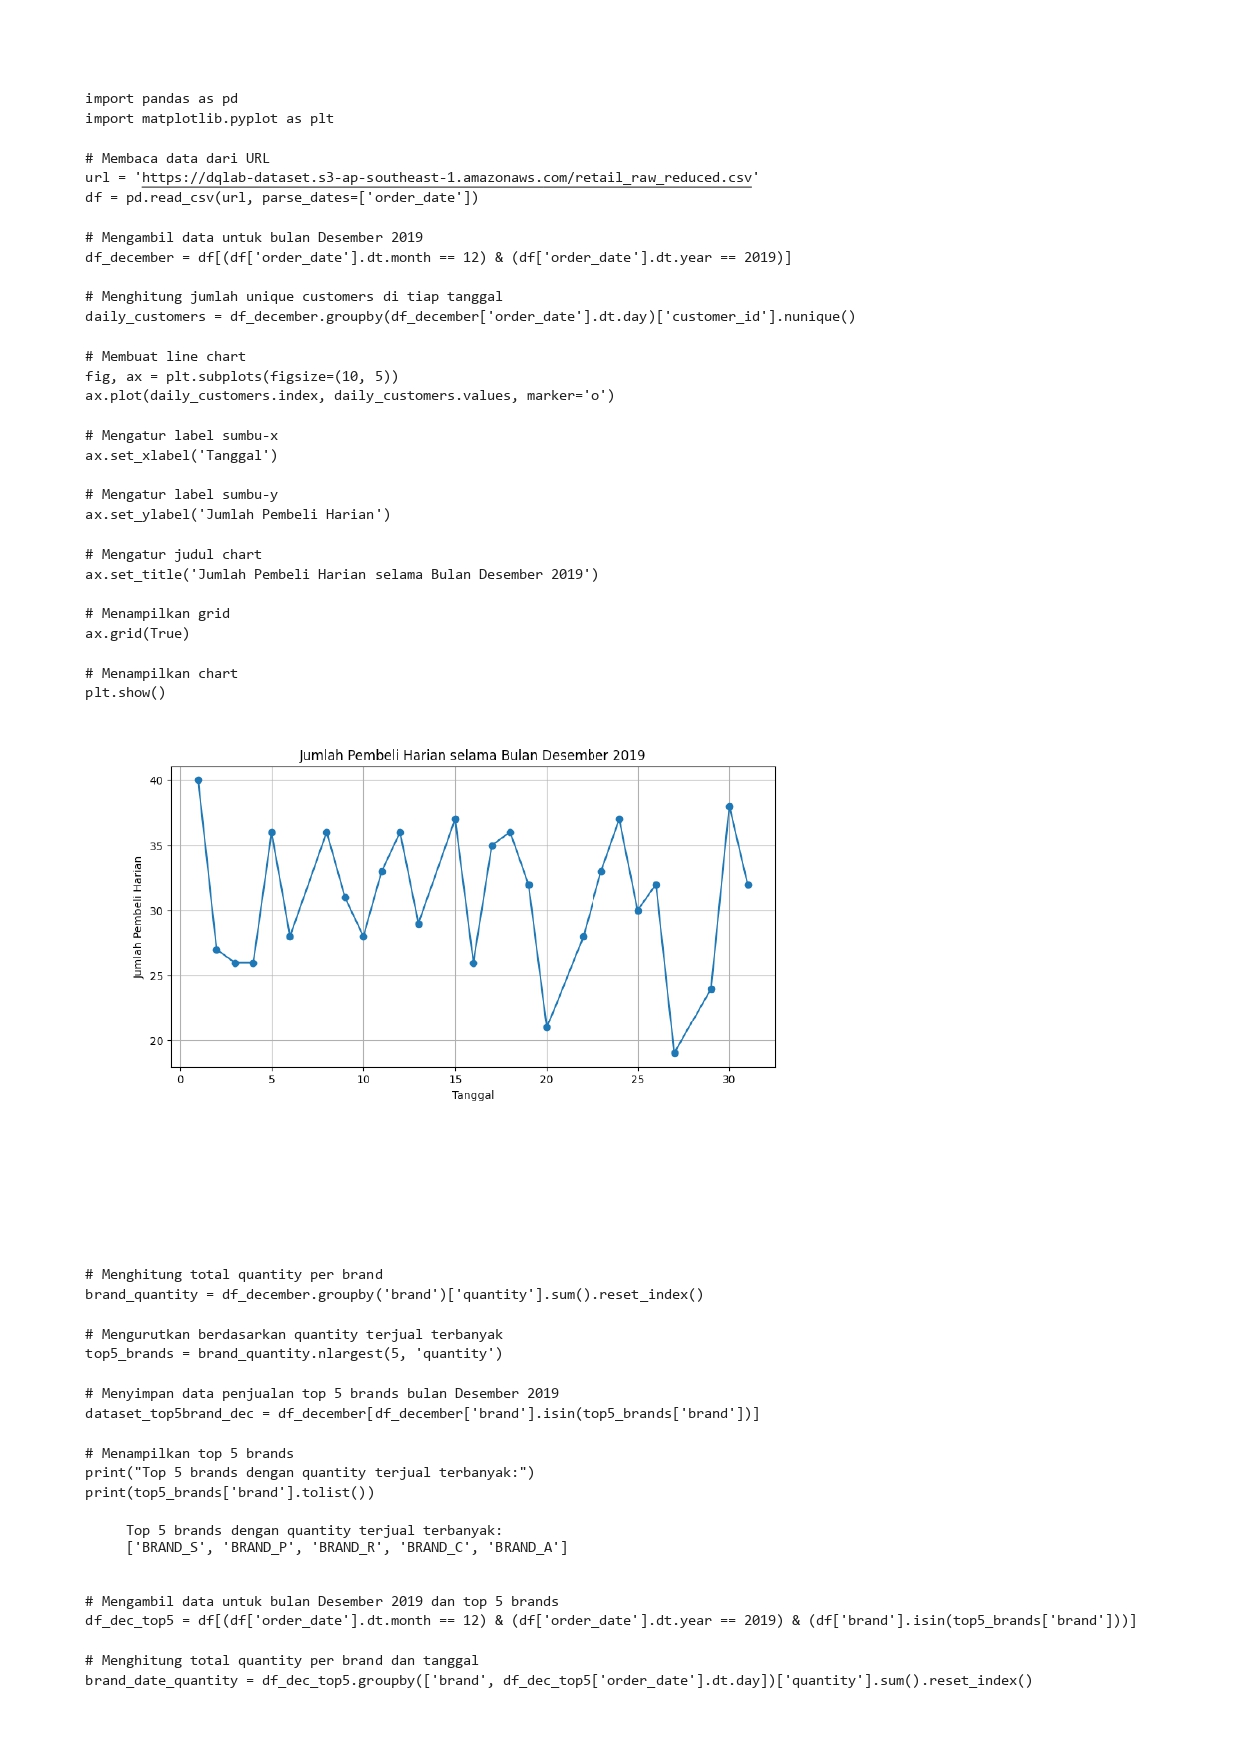 import pandas as pd
import matplotlib.pyplot as plt
# Membaca data dari URL
url = 'https://dqlab-dataset.s3-ap-southeast-1.amazonaws.com/retail_raw_reduced.csv'
df = pd.read_csv(url, parse_dates=['order_date'])
# Mengambil data untuk bulan Desember 2019
df_december = df[(df['order_date'].dt.month == 12) & (df['order_date'].dt.year == 2019)]
# Menghitung jumlah unique customers di tiap tanggal
daily_customers = df_december.groupby(df_december['order_date'].dt.day)['customer_id'].nunique()
# Membuat line chart
fig, ax = plt.subplots(figsize=(10, 5))
ax.plot(daily_customers.index, daily_customers.values, marker='o')
# Mengatur label sumbu-x
ax.set_xlabel('Tanggal')
# Mengatur label sumbu-y
ax.set_ylabel('Jumlah Pembeli Harian')
# Mengatur judul chart
ax.set_title('Jumlah Pembeli Harian selama Bulan Desember 2019')
# Menampilkan grid
ax.grid(True)
# Menampilkan chart
plt.show()
Jumlah Pembeli Harian selama Bulan Desember 2019
40
35
30
25
20
Jumlah Pembeli Harian
0 5 10 15 20 25 30
Tanggal
# Menghitung total quantity per brand
brand_quantity = df_december.groupby('brand')['quantity'].sum().reset_index()
# Mengurutkan berdasarkan quantity terjual terbanyak
top5_brands = brand_quantity.nlargest(5, 'quantity')
# Menyimpan data penjualan top 5 brands bulan Desember 2019
dataset_top5brand_dec = df_december[df_december['brand'].isin(top5_brands['brand'])]
# Menampilkan top 5 brands
print("Top 5 brands dengan quantity terjual terbanyak:")
print(top5_brands['brand'].tolist())
Top 5 brands dengan quantity terjual terbanyak:
['BRAND_S', 'BRAND_P', 'BRAND_R', 'BRAND_C', 'BRAND_A']
# Mengambil data untuk bulan Desember 2019 dan top 5 brands
df_dec_top5 = df[(df['order_date'].dt.month == 12) & (df['order_date'].dt.year == 2019) & (df['brand'].isin(top5_brands['brand']))]
# Menghitung total quantity per brand dan tanggal
brand_date_quantity = df_dec_top5.groupby(['brand', df_dec_top5['order_date'].dt.day])['quantity'].sum().reset_index()